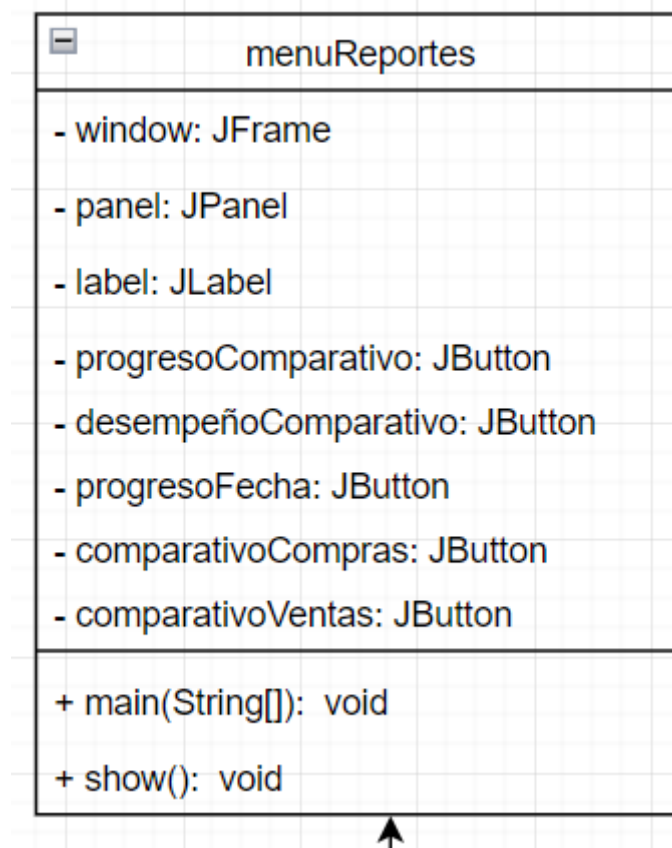 menuReportes
- window: JFrame
- panel: JPanel
- label: JLabel
- progresoComparativo: JButton
- desempeñoComparativo: JButton
- progresoFecha: JButton
- comparativoCompras: JButton
- comparativoVentas: JButton
+ main(String[]): void
+ show(): void